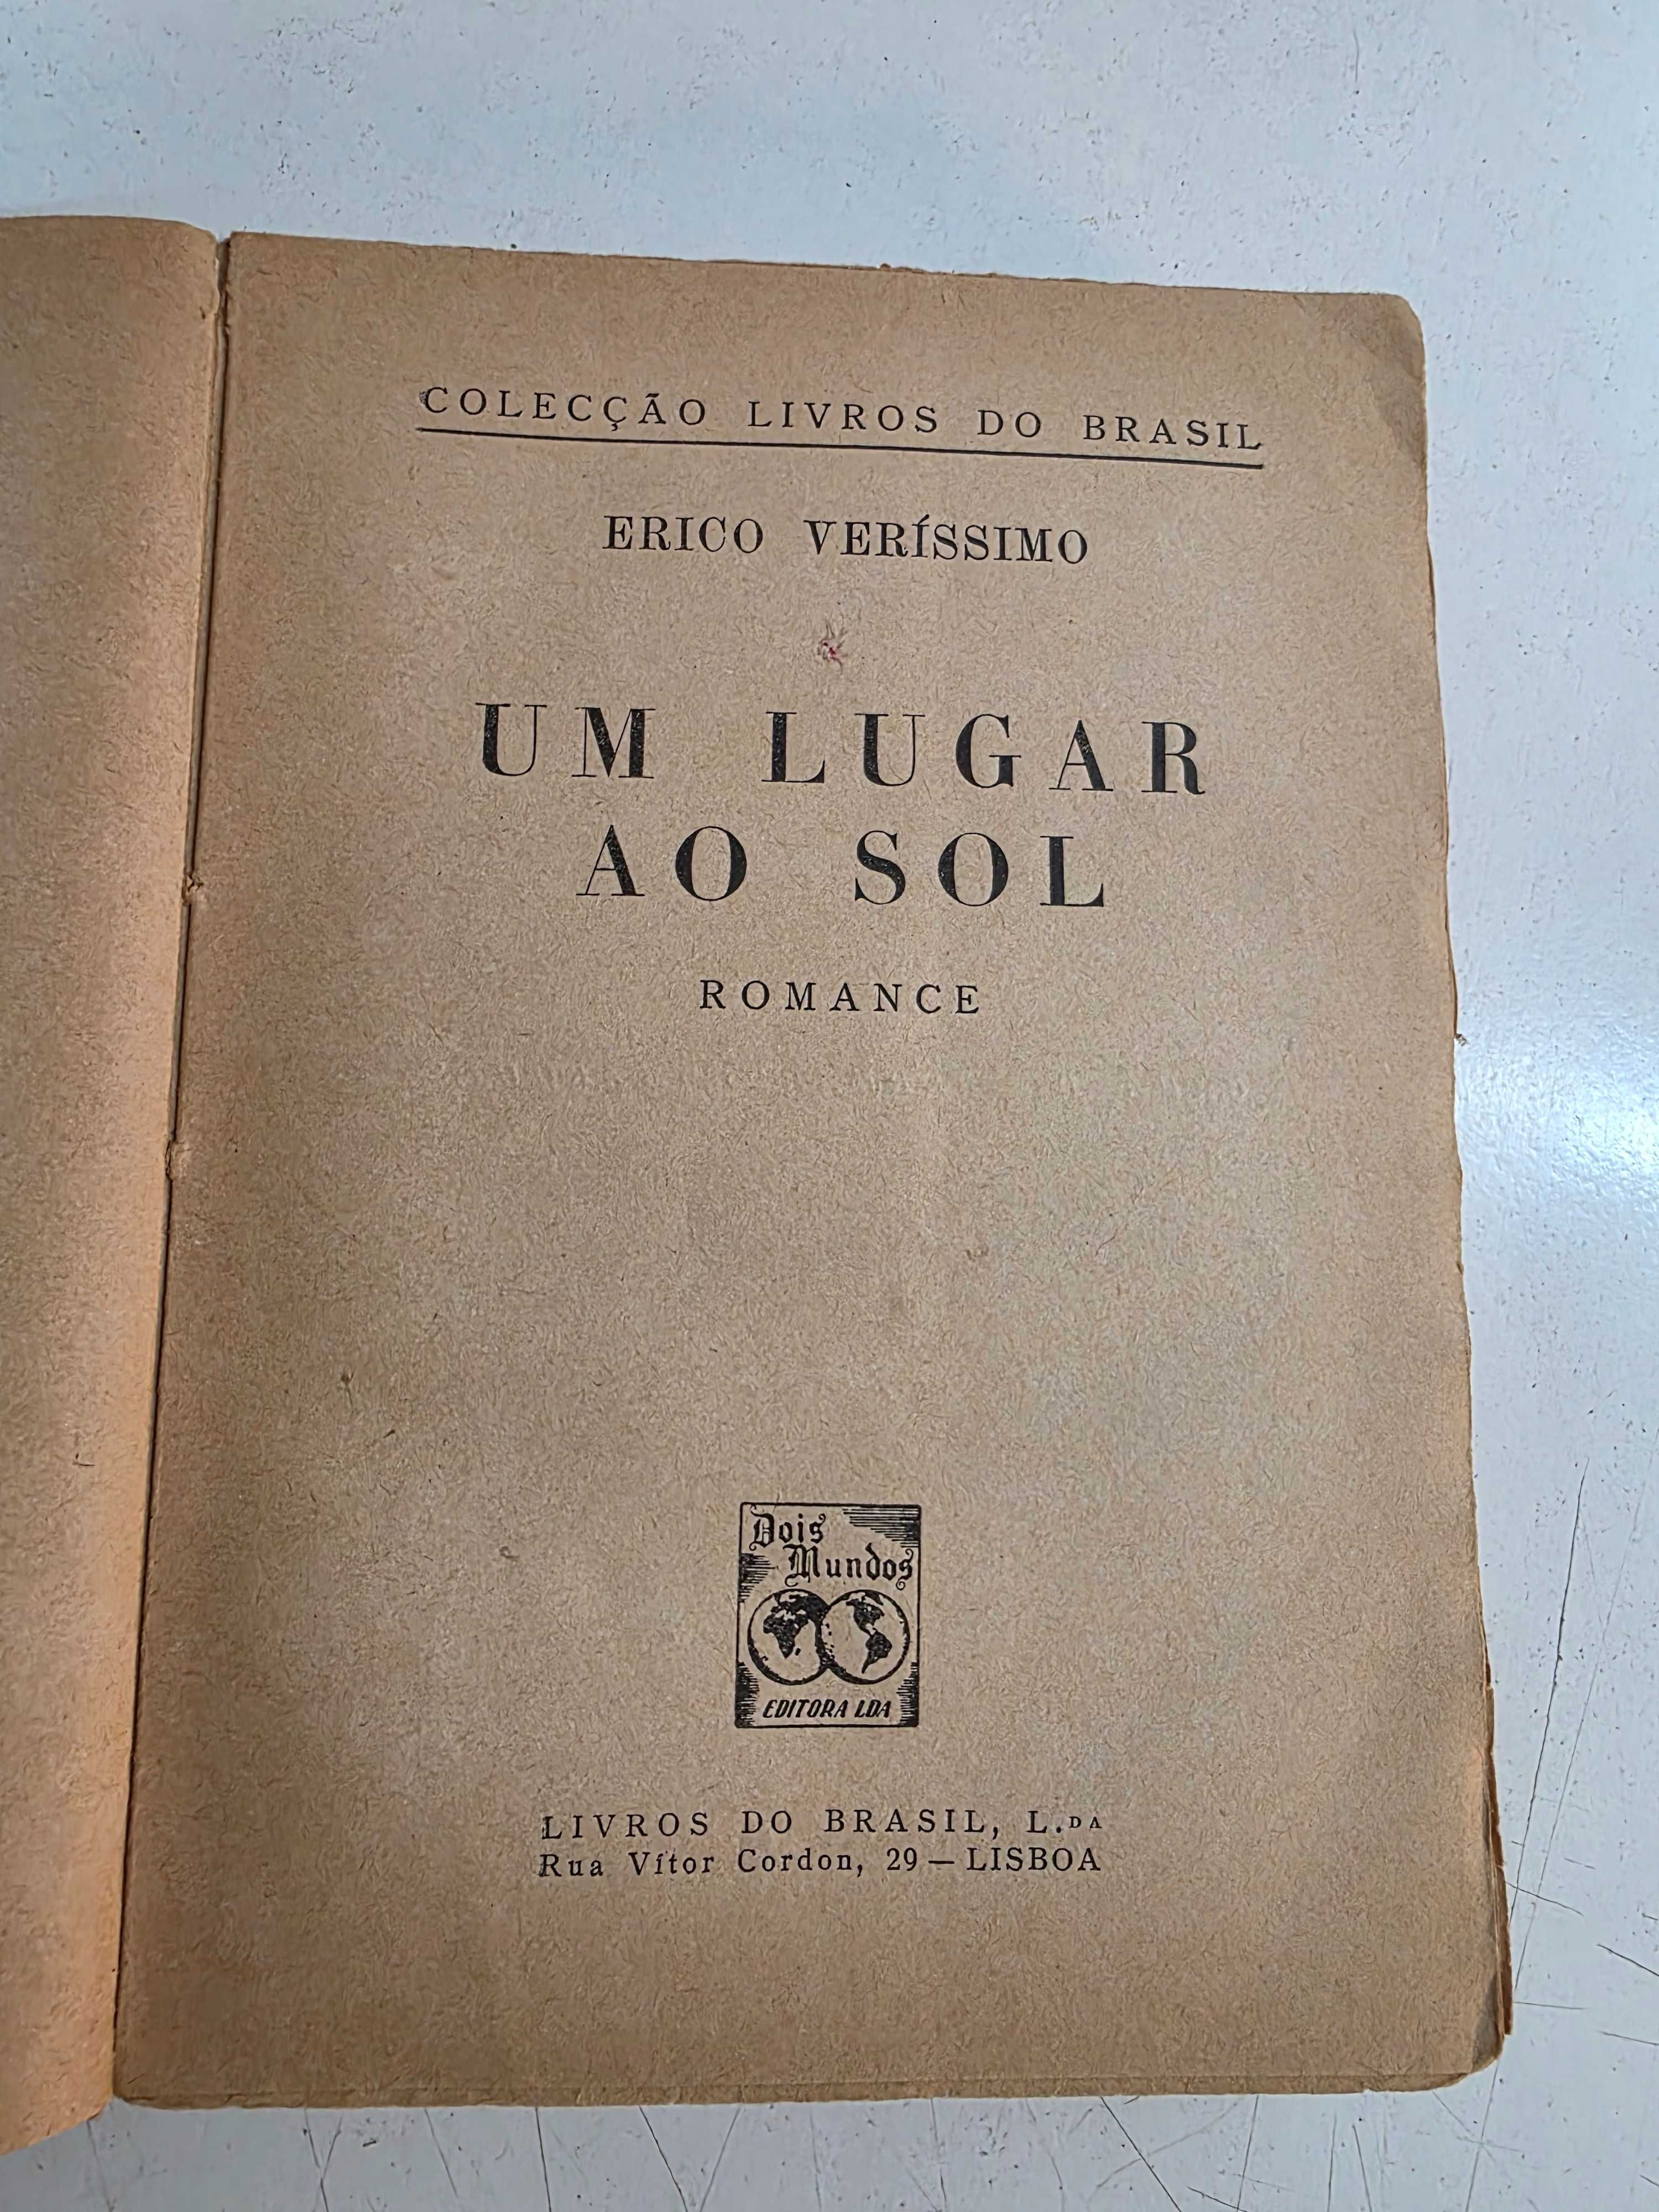 COLECÇÃO LIVROS DO BRASIL
ERICO VERÍSSIMO
UM LUGAR
AO SOL
ROMANCE
Dois
Mundos
EDITORA LDA
LIVROS DO BRASIL, L.DA
Rua Vítor Cordon, 29 — LISBOA